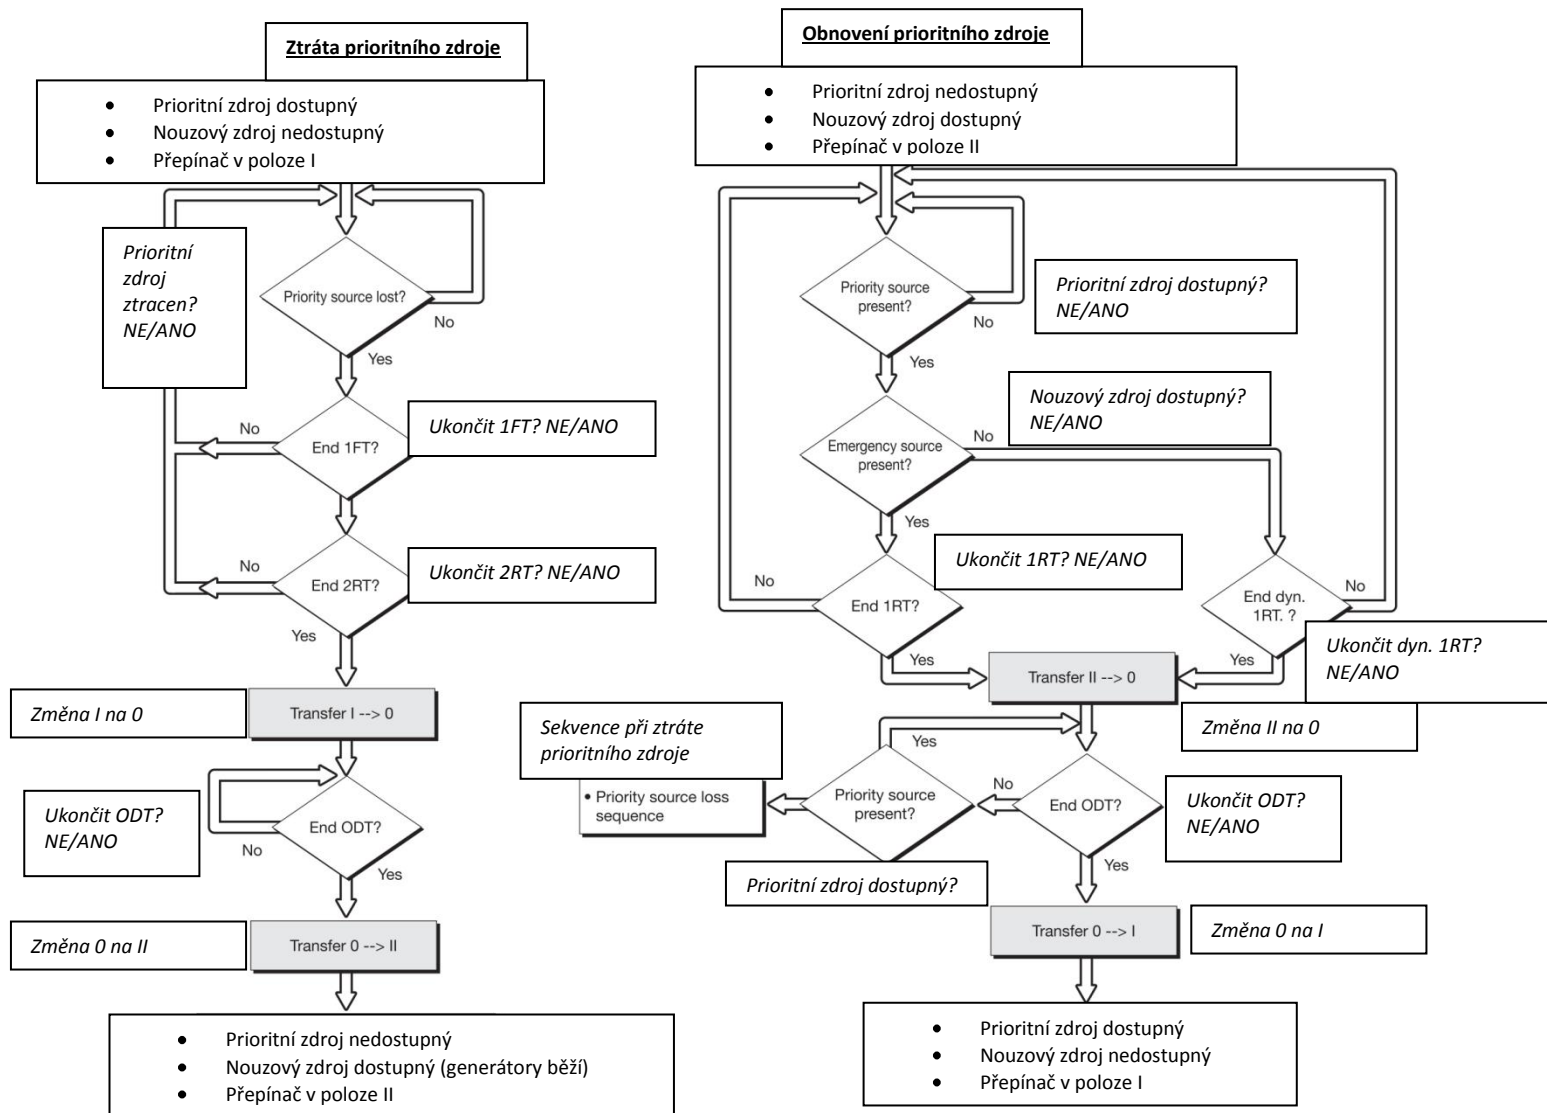 Ztráta prioritního zdroje
• Prioritní zdroj dostupný
• Nouzový zdroj nedostupný
• Přepínač v poloze I
Prioritní
zdroj
ztracen?
NE/ANO
Priority source lost?
No
Yes
No
End 1FT?
Ukončit 1FT? NE/ANO
No
End 2RT?
Ukončit 2RT? NE/ANO
Yes
Změna I na 0
Transfer I --> 0
Ukončit ODT?
NE/ANO
End ODT?
No
Yes
Změna 0 na II
Transfer 0 --> II
• Prioritní zdroj nedostupný
• Nouzový zdroj dostupný (generátory běží)
• Přepínač v poloze II
Obnovení prioritního zdroje
• Prioritní zdroj nedostupný
• Nouzový zdroj dostupný
• Přepínač v poloze II
Priority source
present?
Prioritní zdroj dostupný?
NE/ANO
No
Yes
Nouzový zdroj dostupný?
NE/ANO
Emergency source
present?
No
Yes
Ukončit 1RT? NE/ANO
No
End 1RT?
End dyn.
1RT. ?
No
Yes
Yes
Ukončit dyn. 1RT?
NE/ANO
Transfer II --> 0
Změna II na 0
Sekvence při ztráte
prioritního zdroje
Yes
• Priority source loss
sequence
Priority source
present?
No
End ODT?
Ukončit ODT?
NE/ANO
Prioritní zdroj dostupný?
Yes
Transfer 0 --> I
Změna 0 na I
• Prioritní zdroj dostupný
• Nouzový zdroj nedostupný
• Přepínač v poloze I